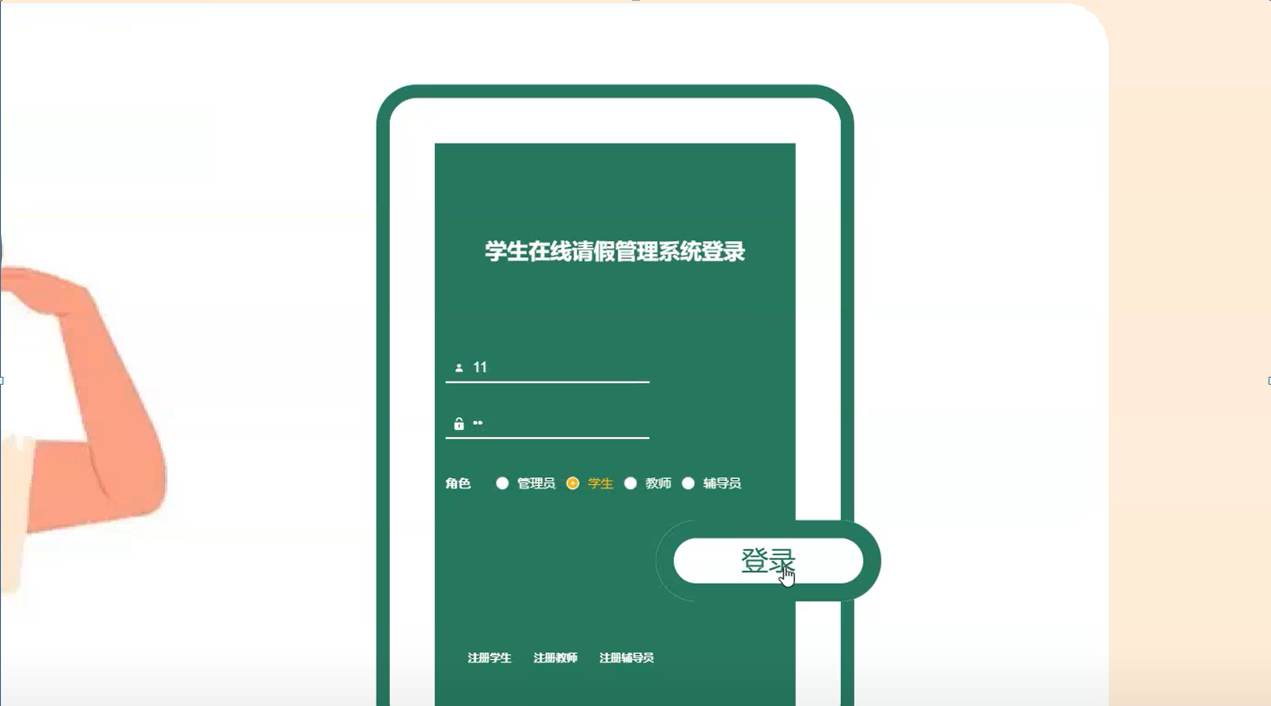 学生在线请假管理系统登录
11
••
角色 管理员 学生 教师 辅导员
登录
注册学生 注册教师 注册辅导员